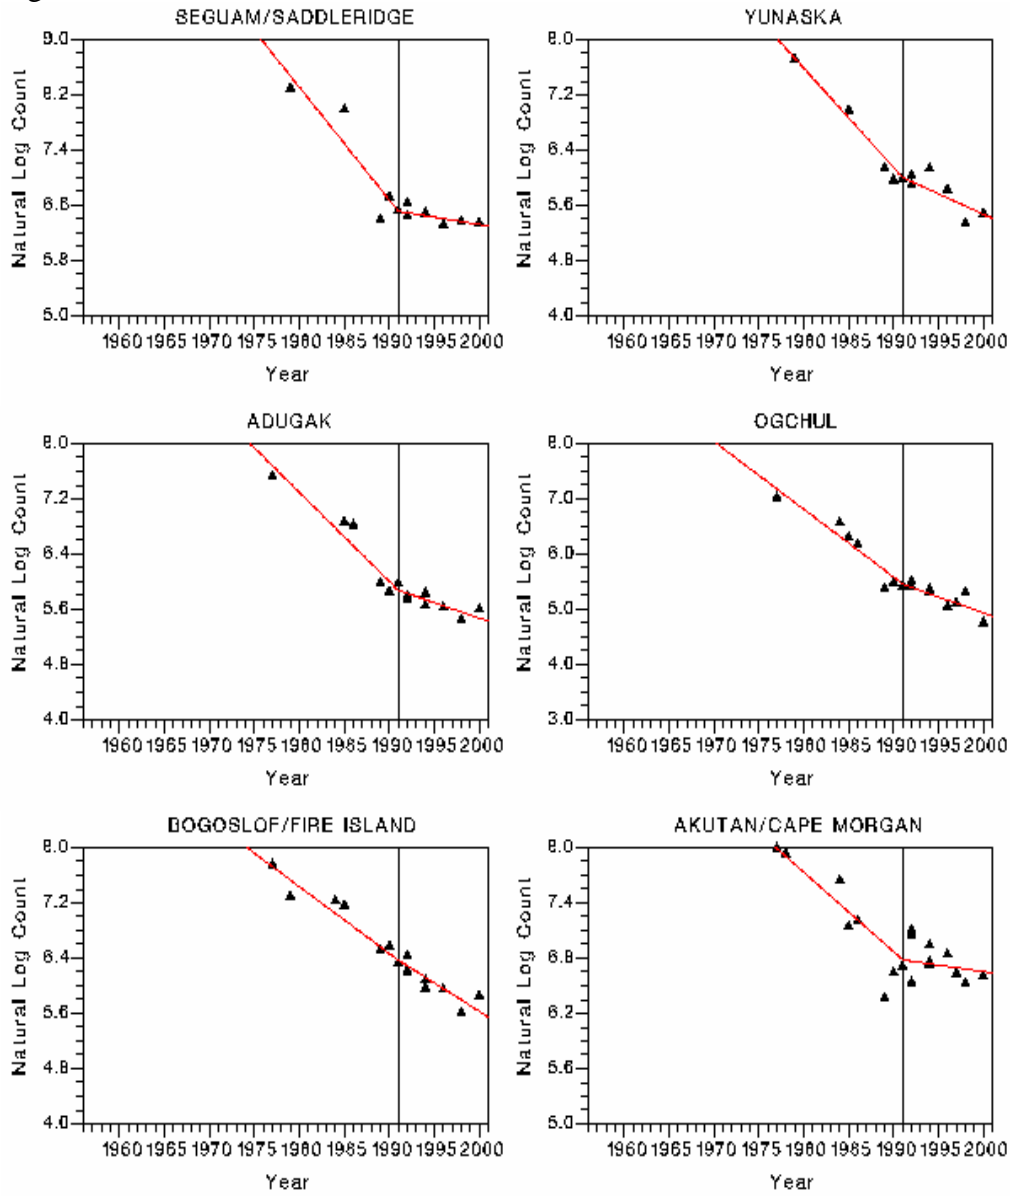 SEGUAM/SADDLERIDGE
Natural Log Count
9.0
8.2
7.4
6.6
5.8
5.0
1960 1965 1970 1975 1980 1985 1990 1995 2000
Year
YUNASKA
Natural Log Count
8.0
7.2
6.4
5.6
4.8
4.0
1960 1965 1970 1975 1980 1985 1990 1995 2000
Year
ADUGAK
Natural Log Count
8.0
7.2
6.4
5.6
4.8
4.0
1960 1965 1970 1975 1980 1985 1990 1995 2000
Year
OGCHUL
Natural Log Count
8.0
7.0
6.0
5.0
4.0
3.0
1960 1965 1970 1975 1980 1985 1990 1995 2000
Year
BOGOSLOF/FIRE ISLAND
Natural Log Count
8.0
7.2
6.4
5.6
4.8
4.0
1960 1965 1970 1975 1980 1985 1990 1995 2000
Year
AKUTAN/CAPE MORGAN
Natural Log Count
8.0
7.4
6.8
6.2
5.6
5.0
1960 1965 1970 1975 1980 1985 1990 1995 2000
Year